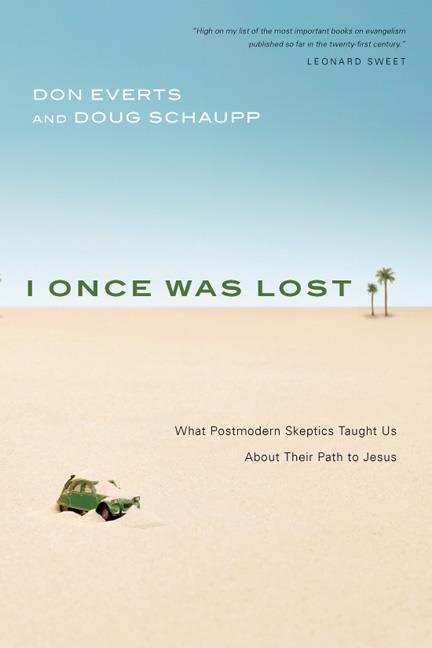 "High on my list of the most important books on evangelism
published so far in the twenty-first century."
LEONARD SWEET
DON EVERTS
AND DOUG SCHAUPP
I ONCE WAS LOST
What Postmodern Skeptics Taught Us
About Their Path to Jesus